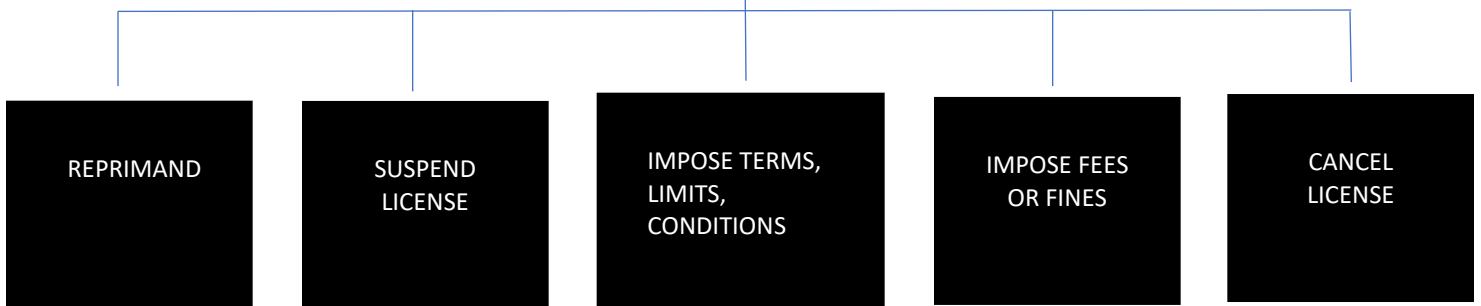 REPRIMAND
SUSPEND
LICENSE
IMPOSE TERMS,
LIMITS,
CONDITIONS
IMPOSE FEES
OR FINES
CANCEL
LICENSE